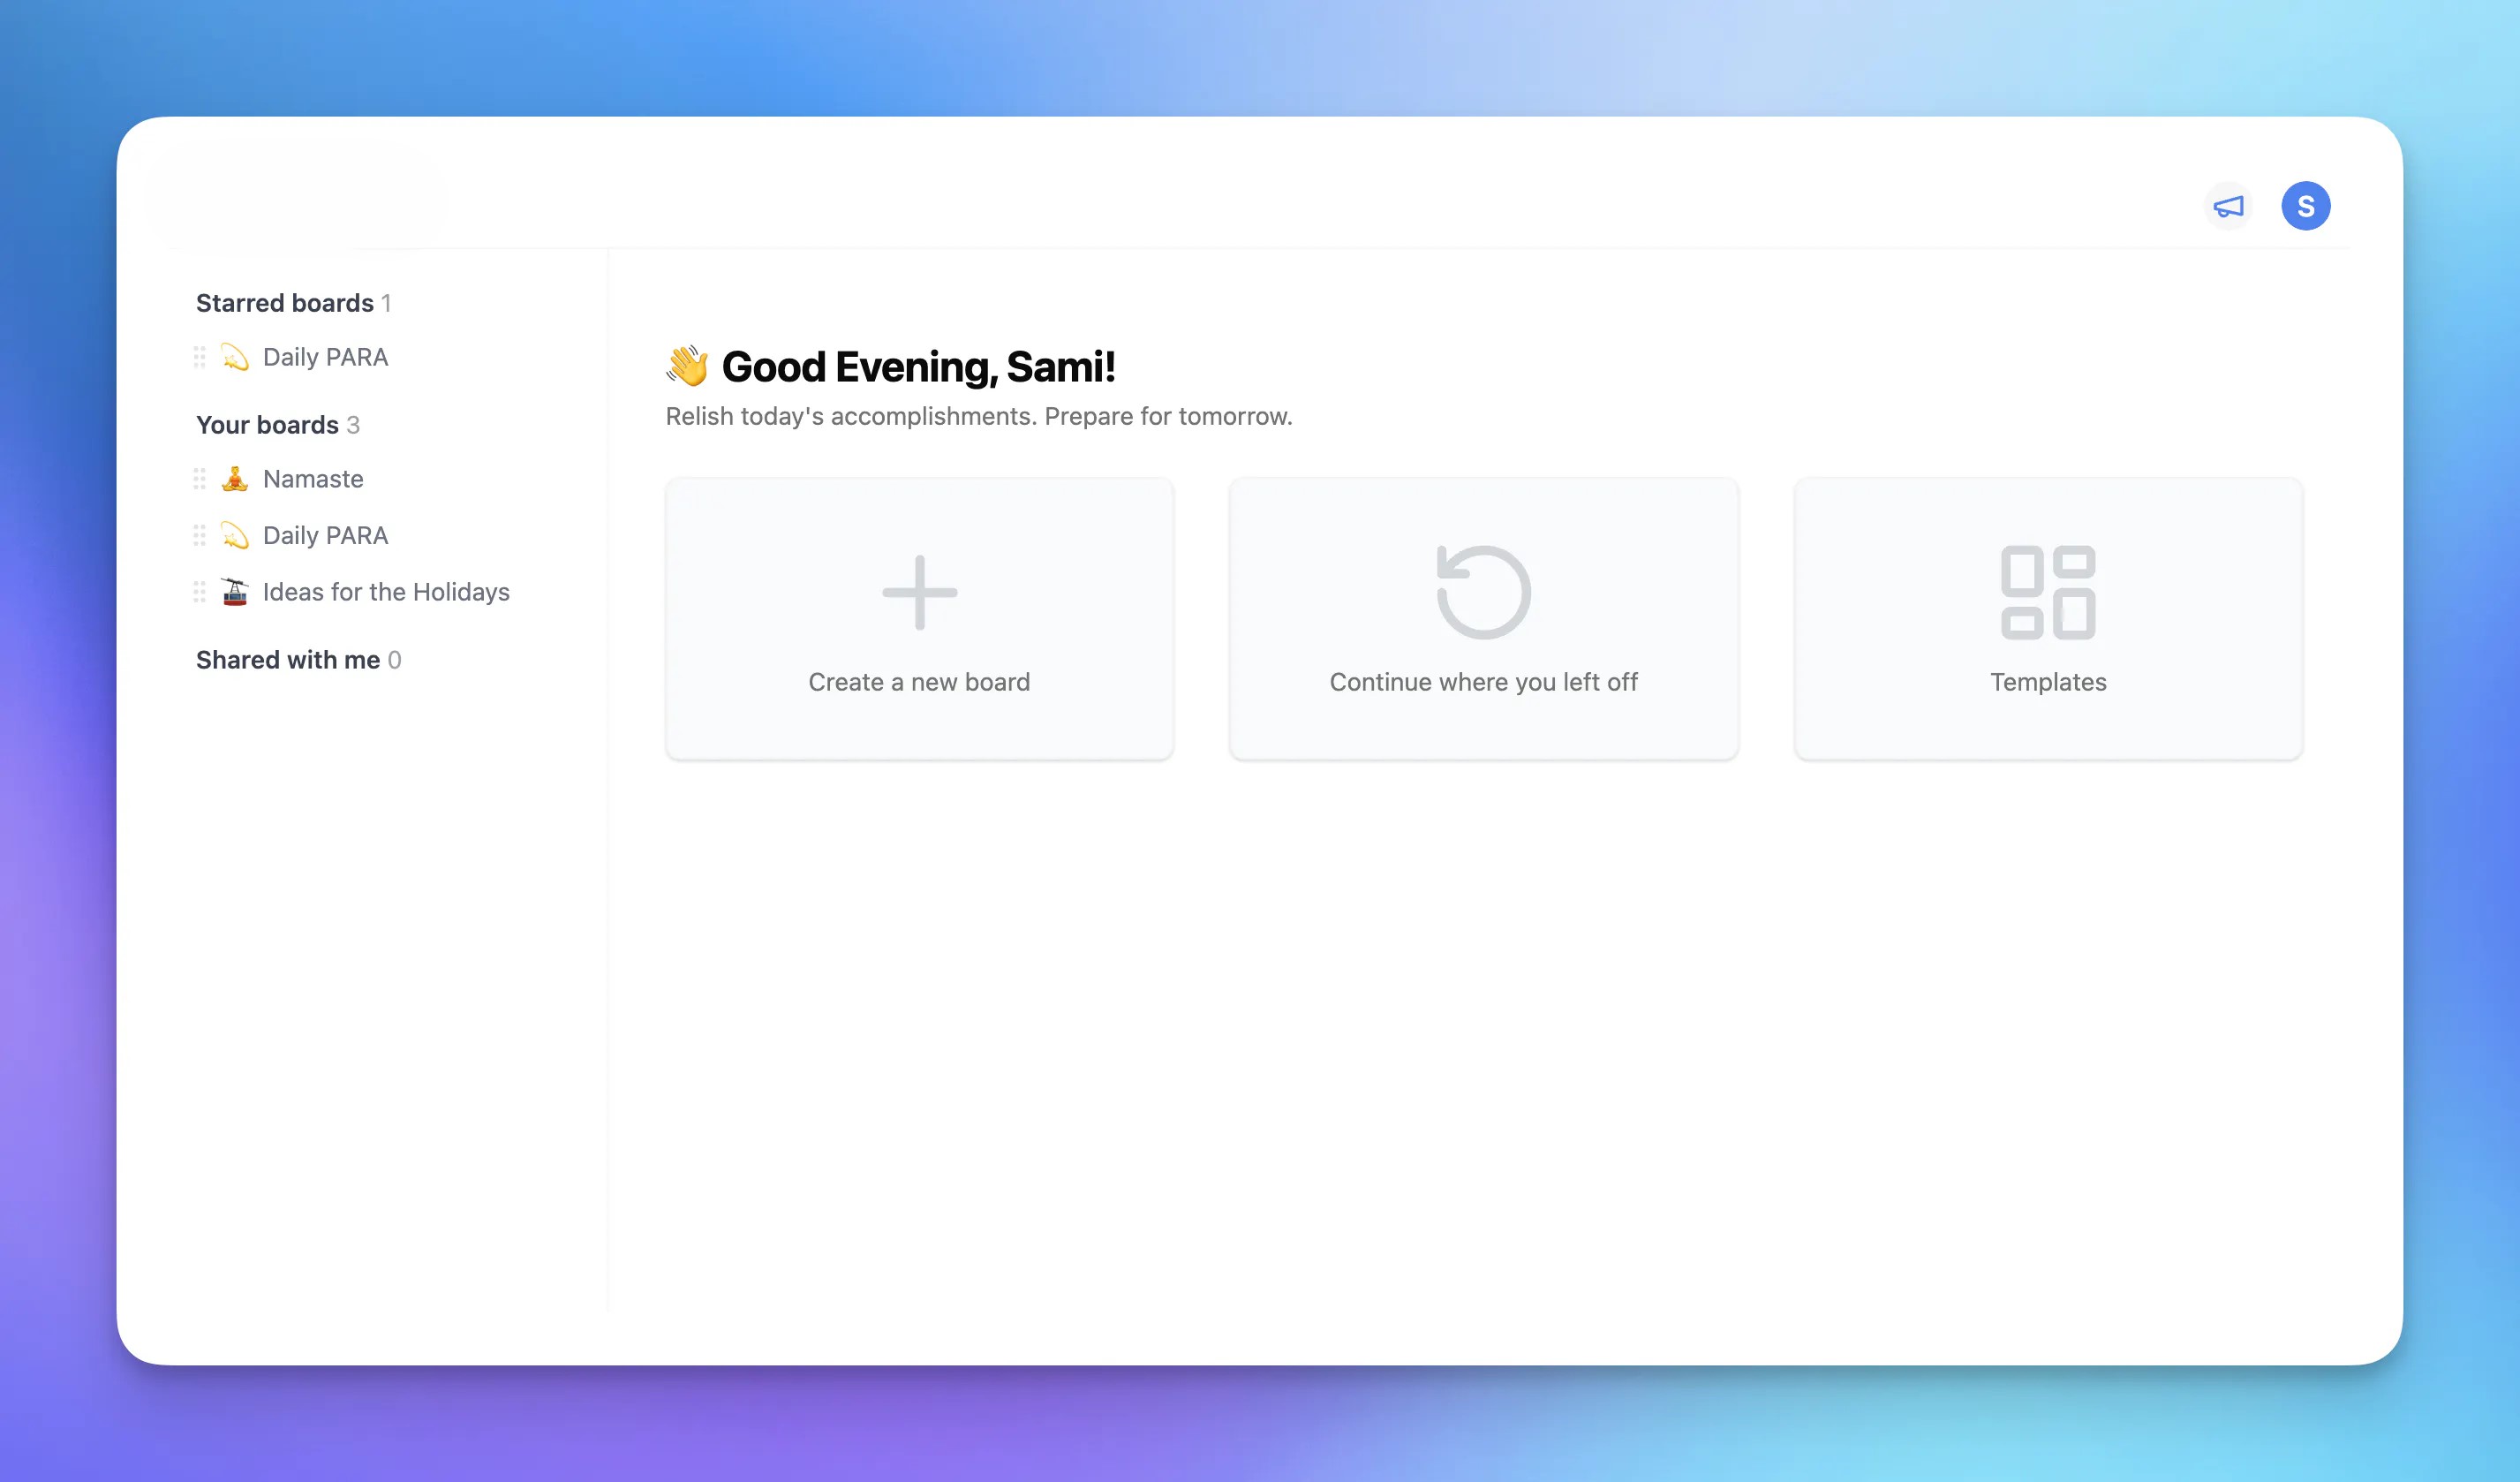 S
Starred boards 1
Daily PARA
Your boards 3
Namaste
Daily PARA
Ideas for the Holidays
Shared with me 0
👋 Good Evening, Sami!
Relish today's accomplishments. Prepare for tomorrow.
Create a new board
Continue where you left off
Templates